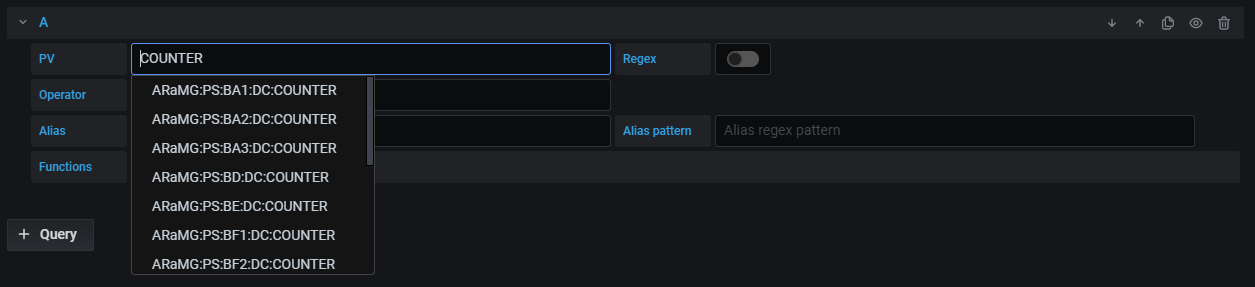 A
PV COUNTER Regex
ARaMG:PS:BA1:DC:COUNTER
Operator
ARaMG:PS:BA2:DC:COUNTER
Alias Alias pattern Alias regex pattern
ARaMG:PS:BA3:DC:COUNTER
Functions
ARaMG:PS:BD:DC:COUNTER
ARaMG:PS:BE:DC:COUNTER
+ Query
ARaMG:PS:BF1:DC:COUNTER
ARaMG:PS:BF2:DC:COUNTER